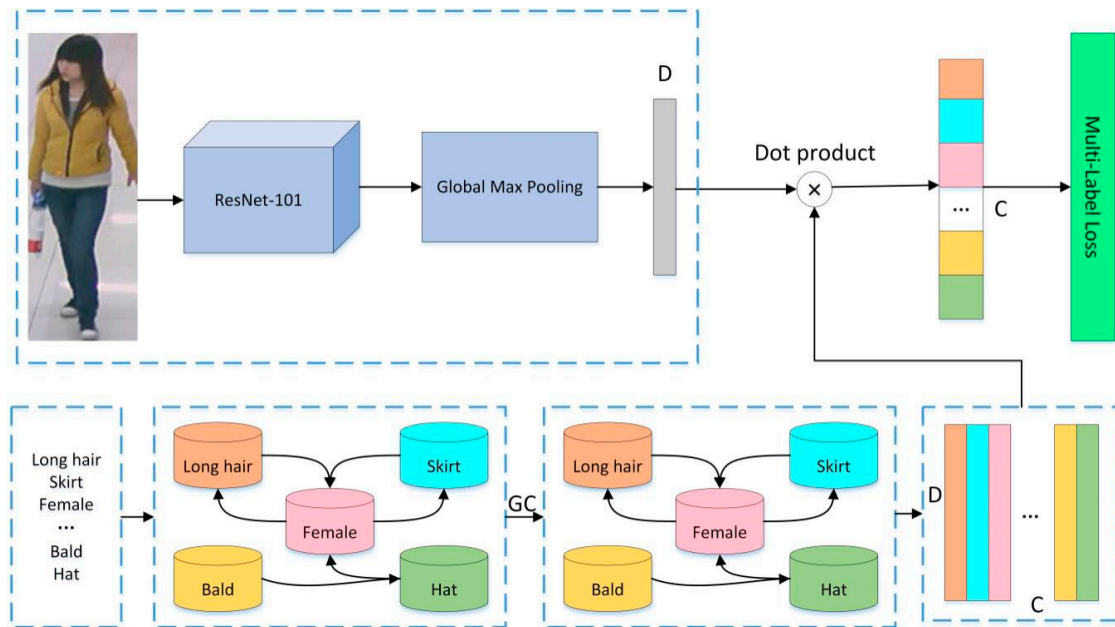 D
Dot product
ResNet-101
Global Max Pooling
×
...
C
Multi-Label Loss
Long hair
Skirt
Female
...
Bald
Hat
Long hair
Skirt
Female
Bald
Hat
GC
Long hair
Skirt
Female
Bald
Hat
D
...
C